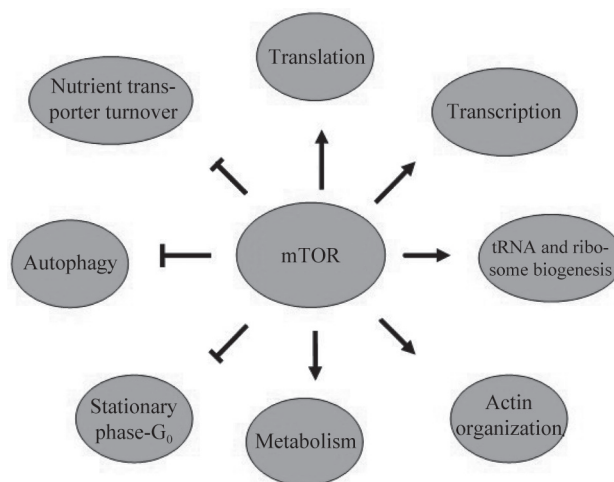 Translation
Nutrient trans-
porter turnover
Transcription
mTOR
Autophagy
tRNA and ribo-
some biogenesis
Stationary
phase-G₀
Metabolism
Actin
organization